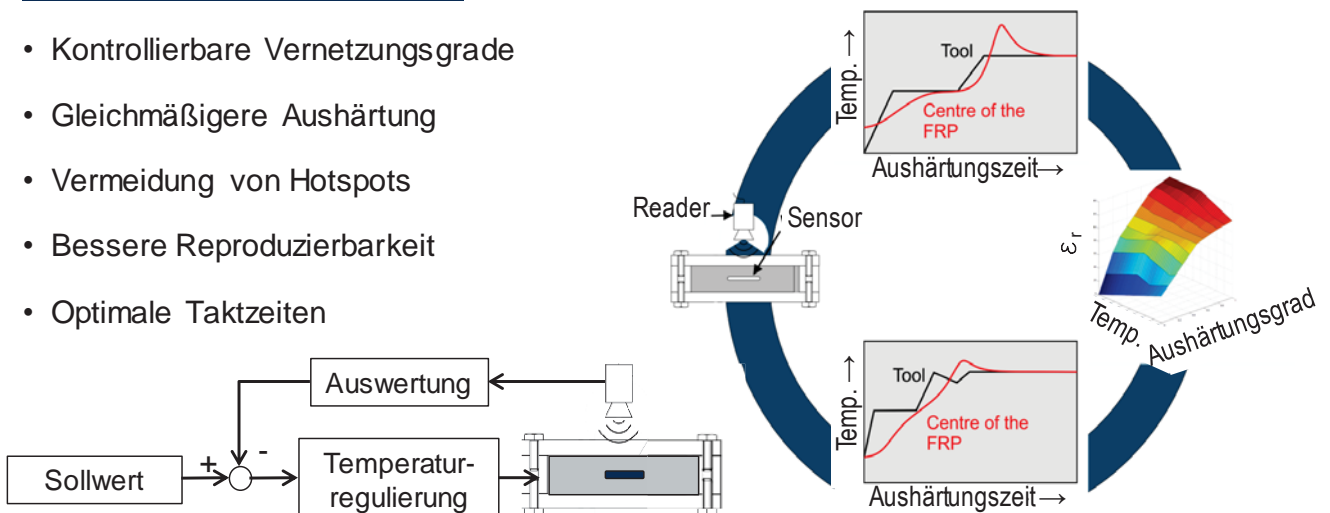 • Kontrollierbare Vernetzungsgrade
• Gleichmäßigere Aushärtung
• Vermeidung von Hotspots
• Bessere Reproduzierbarkeit
• Optimale Taktzeiten
Auswertung
Sollwert
+
-
Temperatur-
regulierung
Temp. →
Tool
Centre of the
FRP
Aushärtungszeit→
Reader
Sensor
εr
Temp.
Aushärtungsgrad
Temp. →
Tool
Centre of the
FRP
Aushärtungszeit→